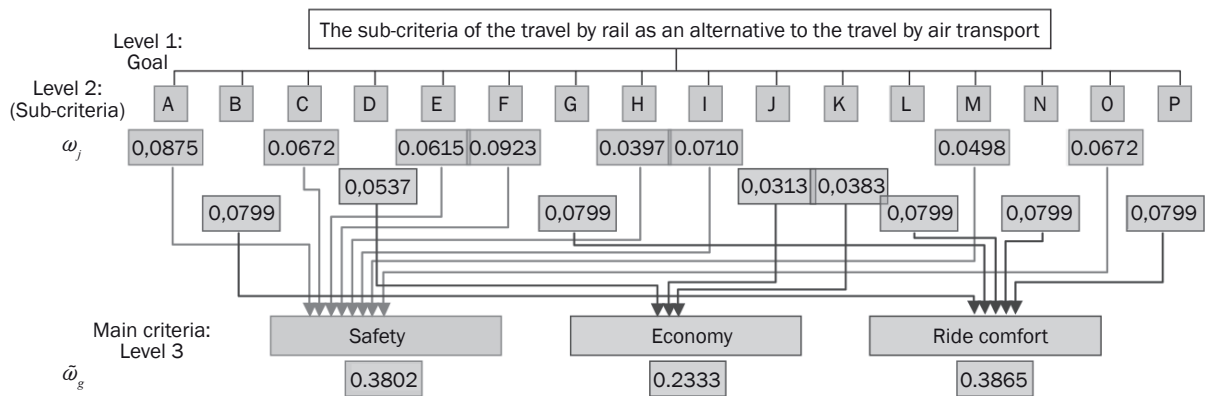 The sub-criteria of the travel by rail as an alternative to the travel by air transport
Level 1:
Goal
Level 2:
(Sub-criteria)
A B C D E F G H I J K L M N O P
ω_j
0,0875 0.0672 0.0615 0.0923 0.0397 0.0710 0.0498 0.0672
0,0537 0,0313 0,0383
0,0799 0,0799 0,0799 0,0799 0,0799
Main criteria:
Level 3
Safety Economy Ride comfort
ω̃_g
0.3802 0.2333 0.3865